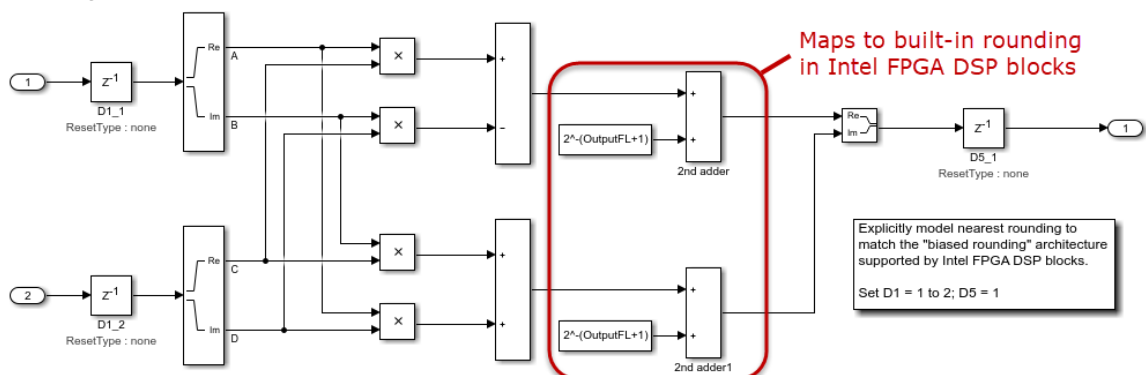 Maps to built-in rounding
in Intel FPGA DSP blocks
1
z-1
D1_1
ResetType : none
Re
Im
A
B
×
×
+
−
2^-(OutputFL+1)
+
+
2nd adder
Re
Im
z-1
D5_1
ResetType : none
1
2
z-1
D1_2
ResetType : none
Re
Im
C
D
×
×
+
+
2^-(OutputFL+1)
+
+
2nd adder1
Explicitly model nearest rounding to
match the "biased rounding" architecture
supported by Intel FPGA DSP blocks.
Set D1 = 1 to 2; D5 = 1